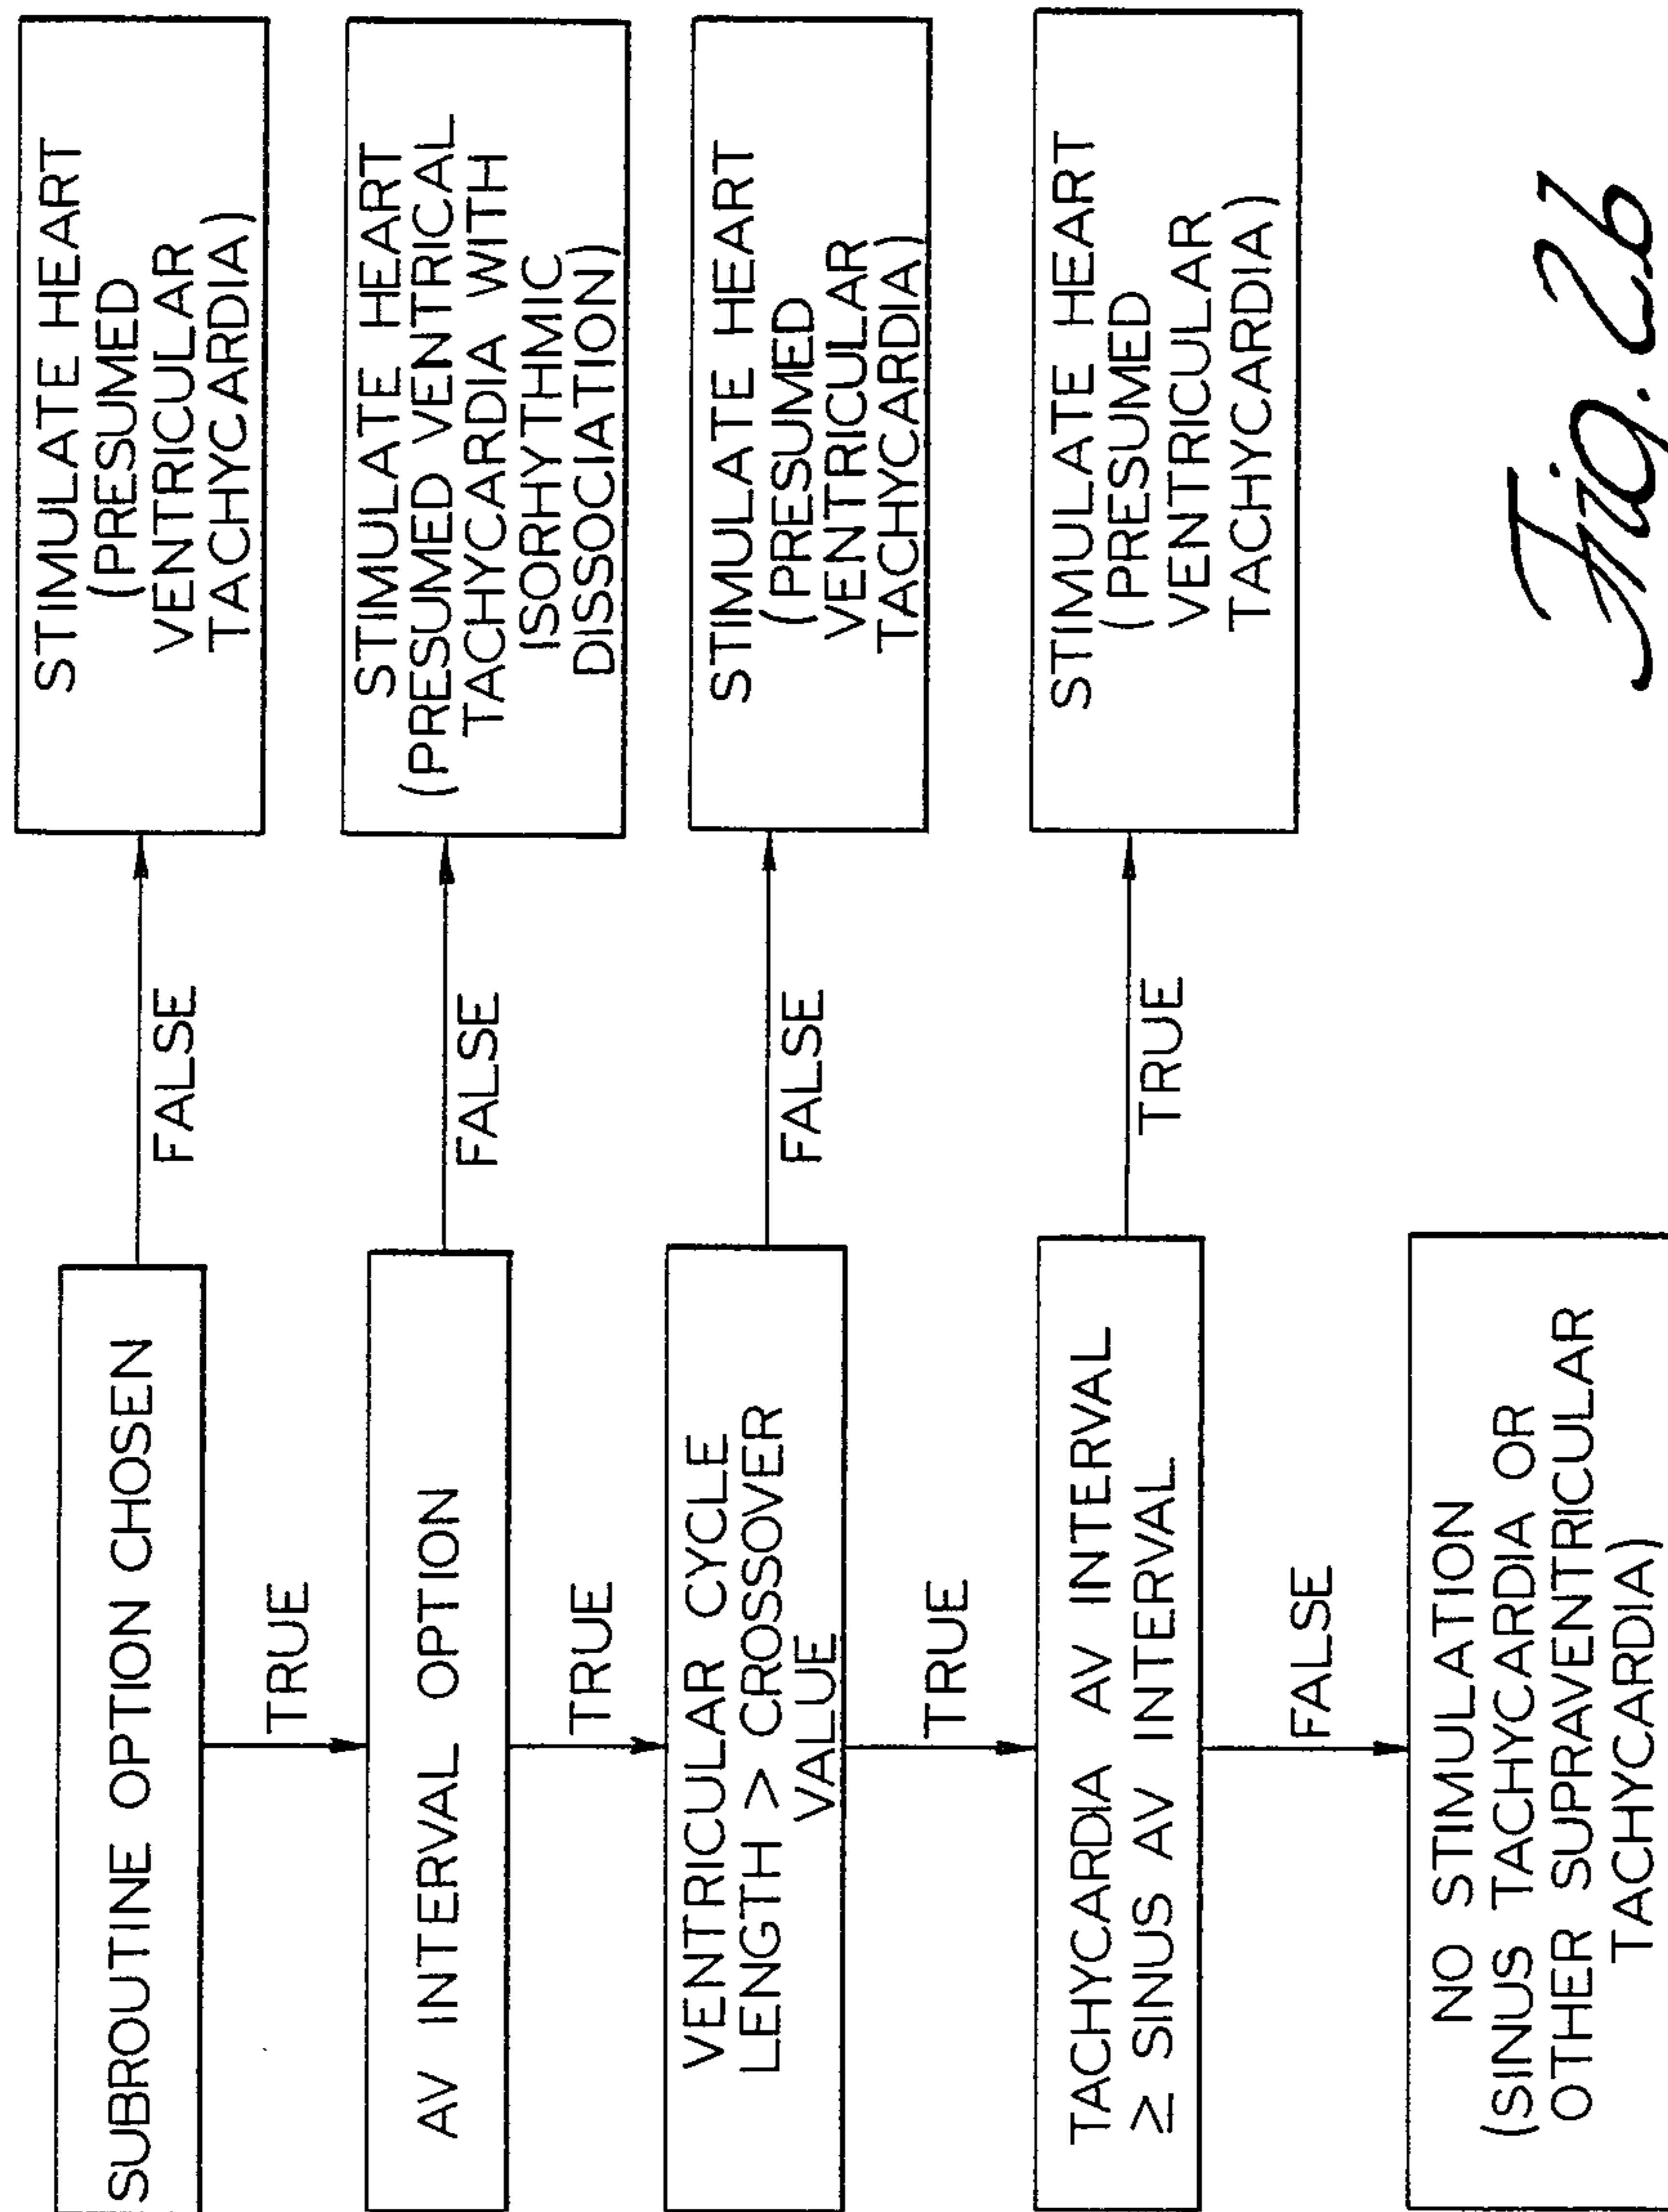 SUBROUTINE OPTION CHOSEN
FALSE
STIMULATE HEART
(PRESUMED
VENTRICULAR
TACHYCARDIA)
TRUE
AV INTERVAL OPTION
FALSE
STIMULATE HEART
(PRESUMED VENTRICAL
TACHYCARDIA WITH
ISORHYTHMIC
DISSOCIATION)
TRUE
VENTRICULAR CYCLE
LENGTH > CROSSOVER
VALUE
FALSE
STIMULATE HEART
(PRESUMED
VENTRICULAR
TACHYCARDIA)
TRUE
TACHYCARDIA AV INTERVAL
≥ SINUS AV INTERVAL
TRUE
STIMULATE HEART
(PRESUMED
VENTRICULAR
TACHYCARDIA)
FALSE
NO STIMULATION
(SINUS TACHYCARDIA OR
OTHER SUPRAVENTRICULAR
TACHYCARDIA)
Fig. 2b